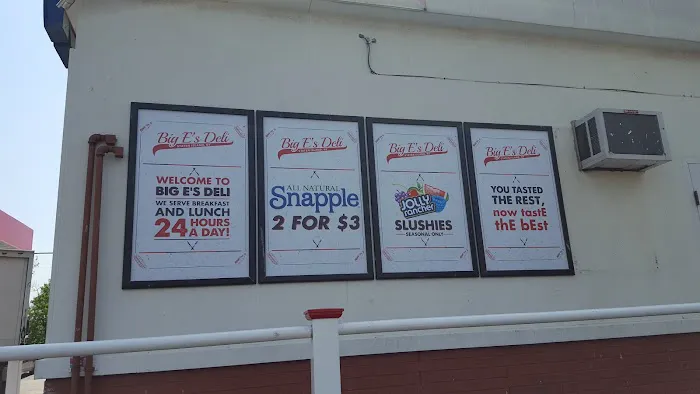 Big E's Deli
WELCOME TO
BIG E'S DELI
WE SERVE BREAKFAST
AND LUNCH
24 HOURS
A DAY!
Big E's Deli
ALL NATURAL
Snapple
2 FOR $3
Big E's Deli
JOLLY
rancher
SLUSHIES
SEASONAL ONLY
Big E's Deli
YOU TASTED
THE REST,
now tastE
thE bEst